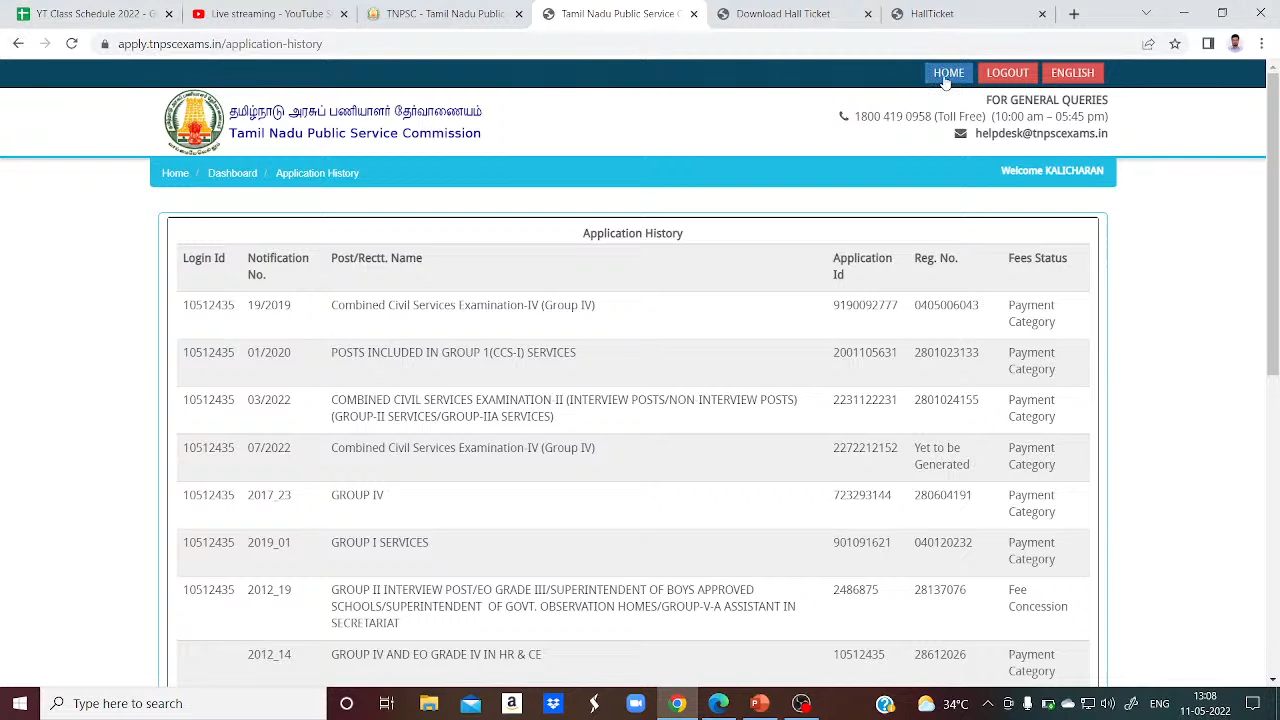 YT Class Schedule 2022 -
YouTube
TNPSC - Tamilnadu Public
Tamil Nadu Public Service C
Download Hall Ticket
HallTicket
apply.tnpscexams.in/application-history
HOME
LOGOUT
ENGLISH
தமிழ்நாடு அரசுப் பணியாளர் தேர்வாணையம்
Tamil Nadu Public Service Commission
FOR GENERAL QUERIES
1800 419 0958 (Toll Free) (10:00 am – 05:45 pm)
helpdesk@tnpscexams.in
Home / Dashboard / Application History
Welcome KALICHARAN
Application History
Login Id Notification No. Post/Rectt. Name Application Id Reg. No. Fees Status
10512435 19/2019 Combined Civil Services Examination-IV (Group IV) 9190092777 0405006043 Payment Category
10512435 01/2020 POSTS INCLUDED IN GROUP 1(CCS-I) SERVICES 2001105631 2801023133 Payment Category
10512435 03/2022 COMBINED CIVIL SERVICES EXAMINATION-II (INTERVIEW POSTS/NON-INTERVIEW POSTS) (GROUP-II SERVICES/GROUP-IIA SERVICES) 2231122231 2801024155 Payment Category
10512435 07/2022 Combined Civil Services Examination-IV (Group IV) 2272212152 Yet to be Generated Payment Category
10512435 2017_23 GROUP IV 723293144 280604191 Payment Category
10512435 2019_01 GROUP I SERVICES 901091621 040120232 Payment Category
10512435 2012_19 GROUP II INTERVIEW POST/EO GRADE III/SUPERINTENDENT OF BOYS APPROVED SCHOOLS/SUPERINTENDENT OF GOVT. OBSERVATION HOMES/GROUP-V-A ASSISTANT IN SECRETARIAT 2486875 28137076 Fee Concession
2012_14 GROUP IV AND EO GRADE IV IN HR & CE 10512435 28612026 Payment Category
Type here to search
24°C
ENG
13:08
11-05-2022